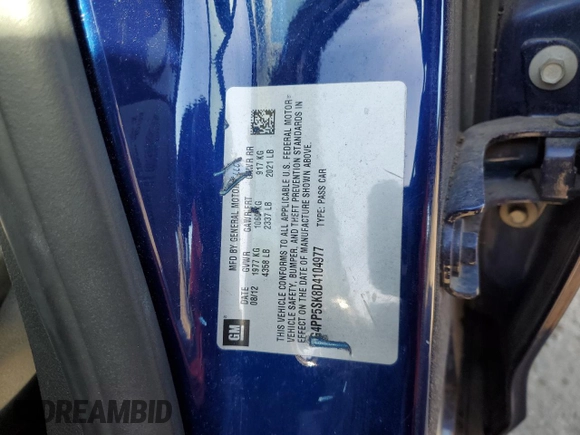 MFD BY GENERAL MOTORS
DATE GVWR GAWR FRT GAWR RR
08/12 1977 KG 1060 KG 917 KG
4358 LB 2337 LB 2021 LB
THIS VEHICLE CONFORMS TO ALL APPLICABLE U.S. FEDERAL MOTOR
VEHICLE SAFETY, BUMPER, AND THEFT PREVENTION STANDARDS IN
EFFECT ON THE DATE OF MANUFACTURE SHOWN ABOVE.
G4PP5SK8D4104977 TYPE: PASS CAR
GM
DREAMBID